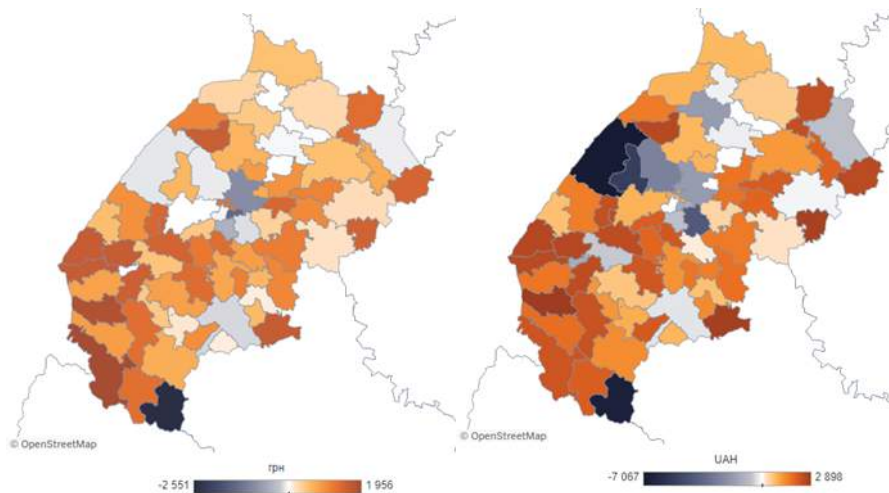 © OpenStreetMap
грн
-2 551
1 956
© OpenStreetMap
UAH
-7 067
2 898